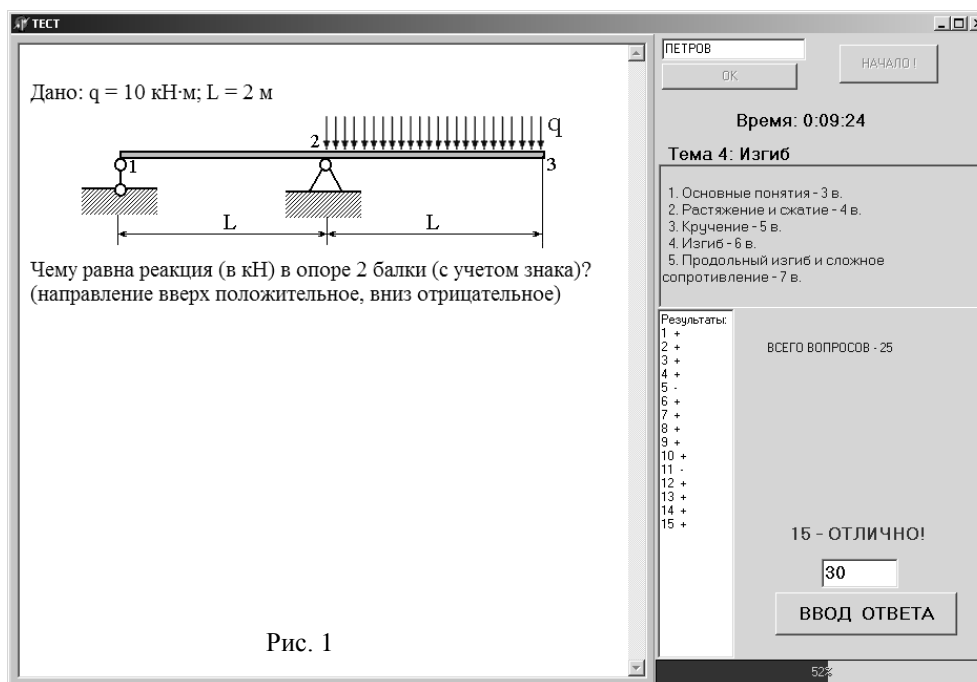 ТЕСТ
Дано: q = 10 кН·м; L = 2 м
q
2
1
3
L
L
Чему равна реакция (в кН) в опоре 2 балки (с учетом знака)?
(направление вверх положительное, вниз отрицательное)
Рис. 1
ПЕТРОВ
OK
НАЧАЛО !
Время: 0:09:24
Тема 4: Изгиб
1. Основные понятия - 3 в.
2. Растяжение и сжатие - 4 в.
3. Кручение - 5 в.
4. Изгиб - 6 в.
5. Продольный изгиб и сложное
сопротивление - 7 в.
Результаты:
1 +
2 +
3 +
4 +
5 -
6 +
7 +
8 +
9 +
10 +
11 -
12 +
13 +
14 +
15 +
ВСЕГО ВОПРОСОВ - 25
15 - ОТЛИЧНО!
30
ВВОД ОТВЕТА
52%